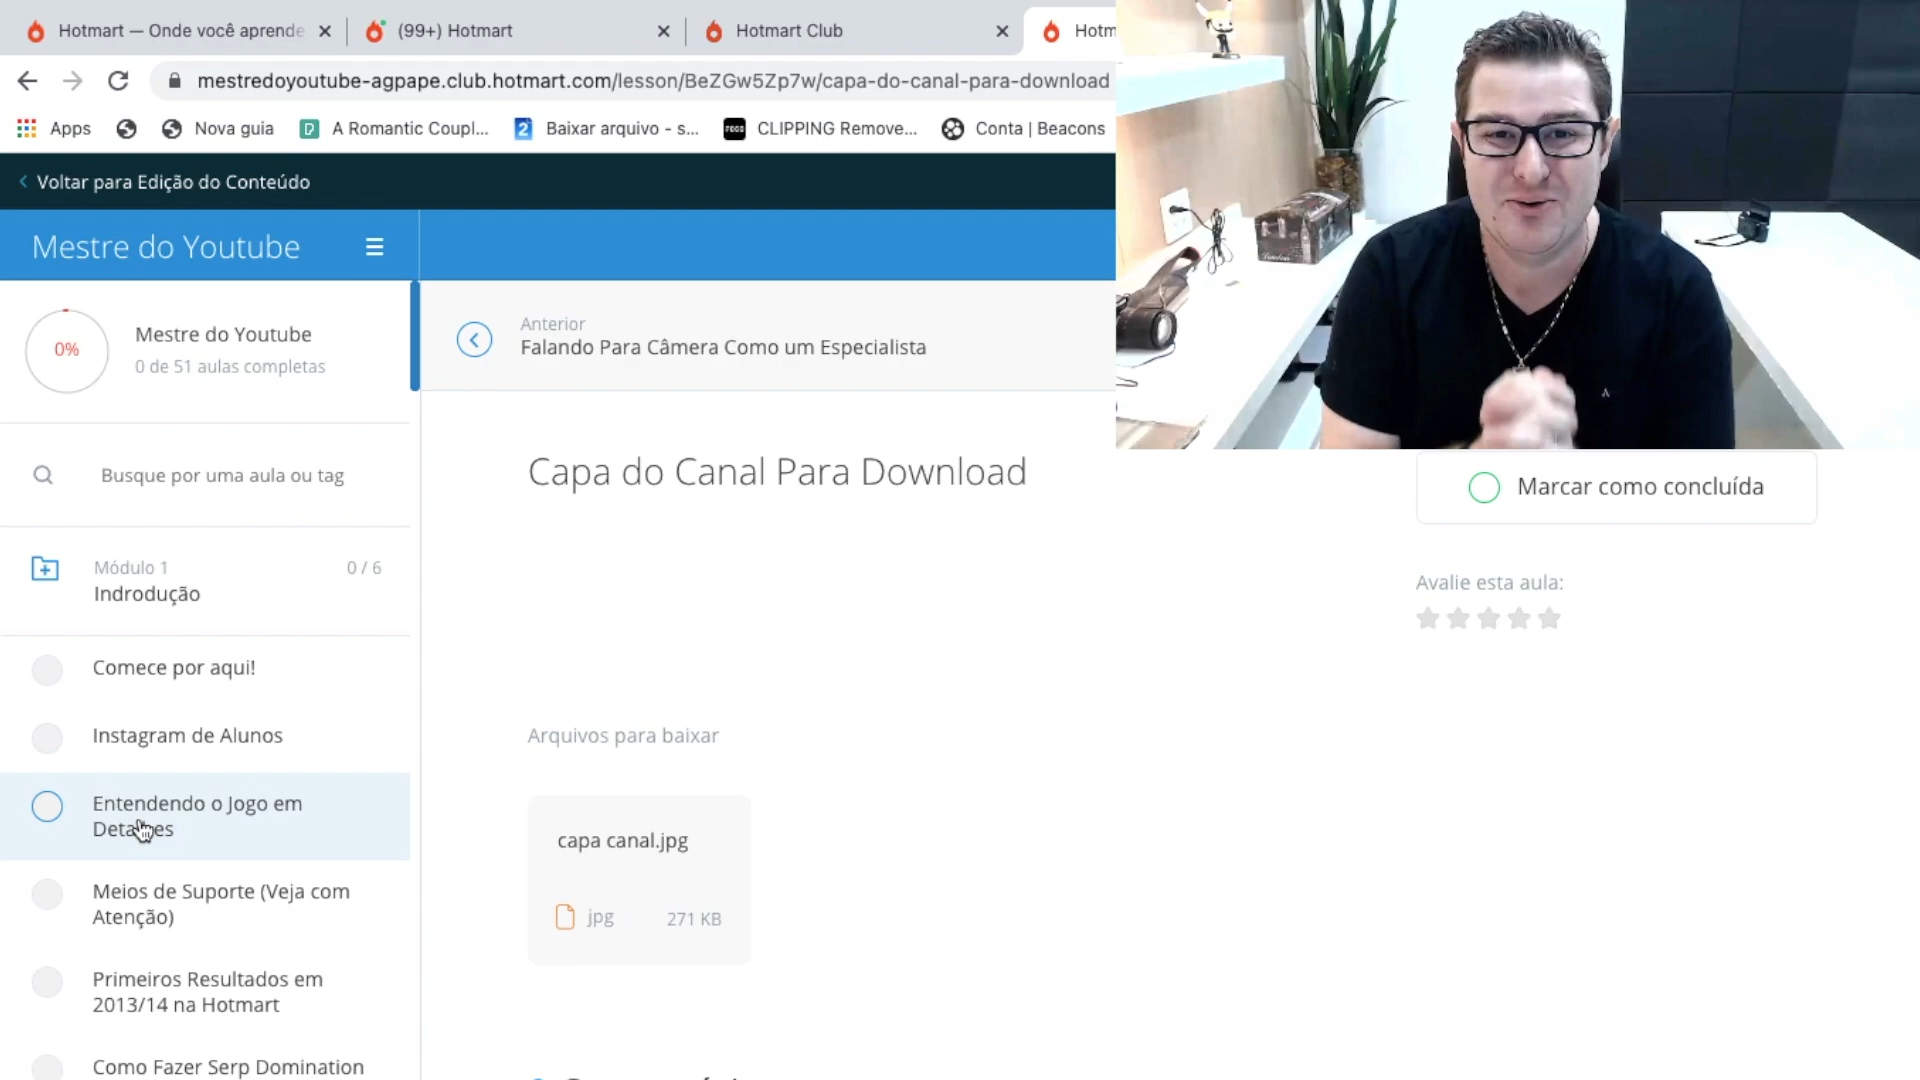 Hotmart — Onde você aprende
(99+) Hotmart
Hotmart Club
Hotm
mestredoyoutube-agpape.club.hotmart.com/lesson/BeZGw5Zp7w/capa-do-canal-para-download
Apps
Nova guia
A Romantic Coupl...
Baixar arquivo - s...
CLIPPING Remove...
Conta | Beacons
Voltar para Edição do Conteúdo
Mestre do Youtube
0%
Mestre do Youtube
0 de 51 aulas completas
Busque por uma aula ou tag
Módulo 1
0 / 6
Indrodução
Comece por aqui!
Instagram de Alunos
Entendendo o Jogo em
Detalhes
Meios de Suporte (Veja com
Atenção)
Primeiros Resultados em
2013/14 na Hotmart
Como Fazer Serp Domination
Anterior
Falando Para Câmera Como um Especialista
Capa do Canal Para Download
Arquivos para baixar
capa canal.jpg
jpg
271 KB
Marcar como concluída
Avalie esta aula: